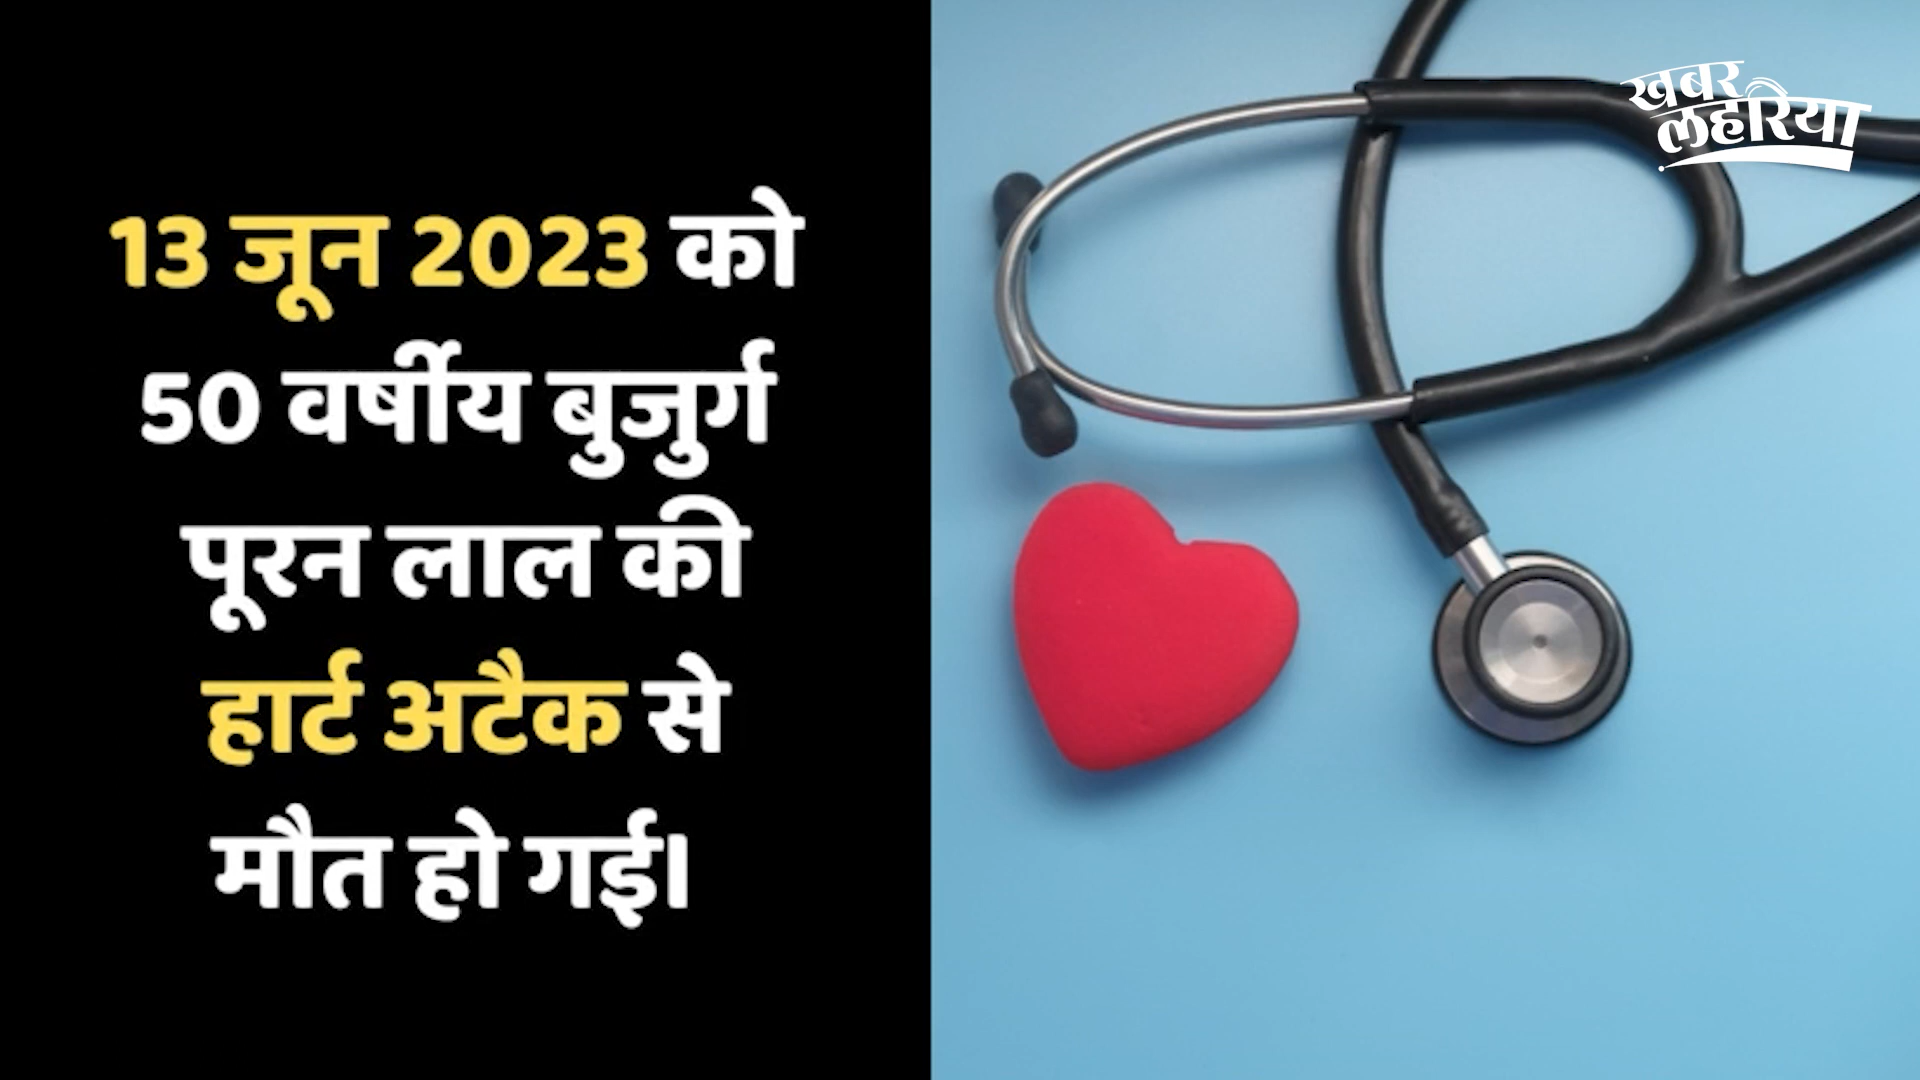 13 जून 2023 को
50 वर्षीय बुजुर्ग
पूरन लाल की
हार्ट अटैक से
मौत हो गई।
खबर
लहरिया